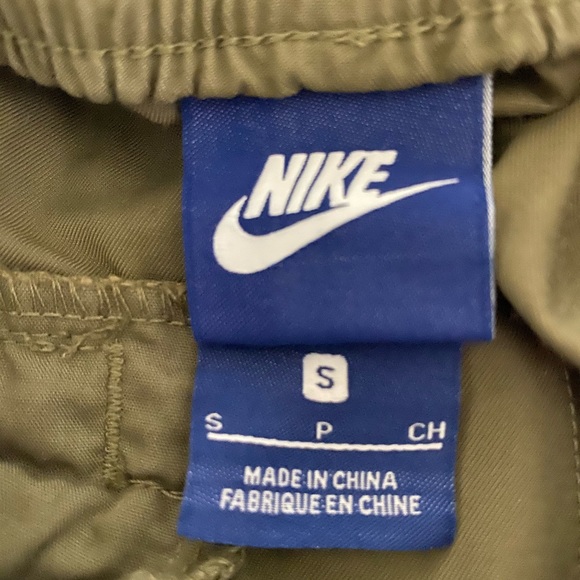 NIKE
S
S P CH
MADE IN CHINA
FABRIQUE EN CHINE